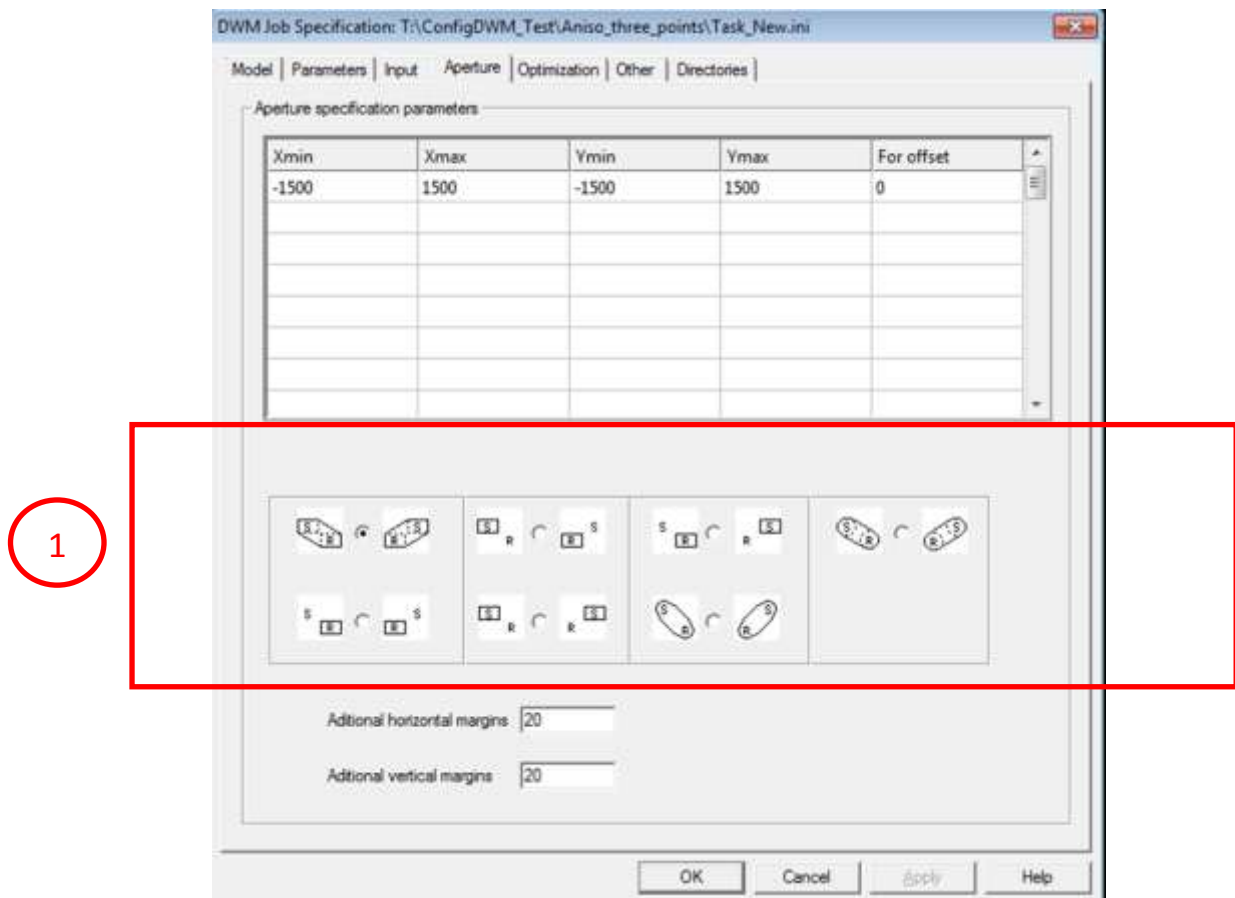 DWM Job Specification: T:\ConfigDWM_Test\Aniso_three_points\Task_New.ini
Model Parameters Input Aperture Optimization Other Directories
Aperture specification parameters
Xmin Xmax Ymin Ymax For offset
-1500 1500 -1500 1500 0
1
S R R S S R R S S R R S S R R S
S R R S S R R S S R R S
Aditional horizontal margins 20
Aditional vertical margins 20
OK Cancel Apply Help